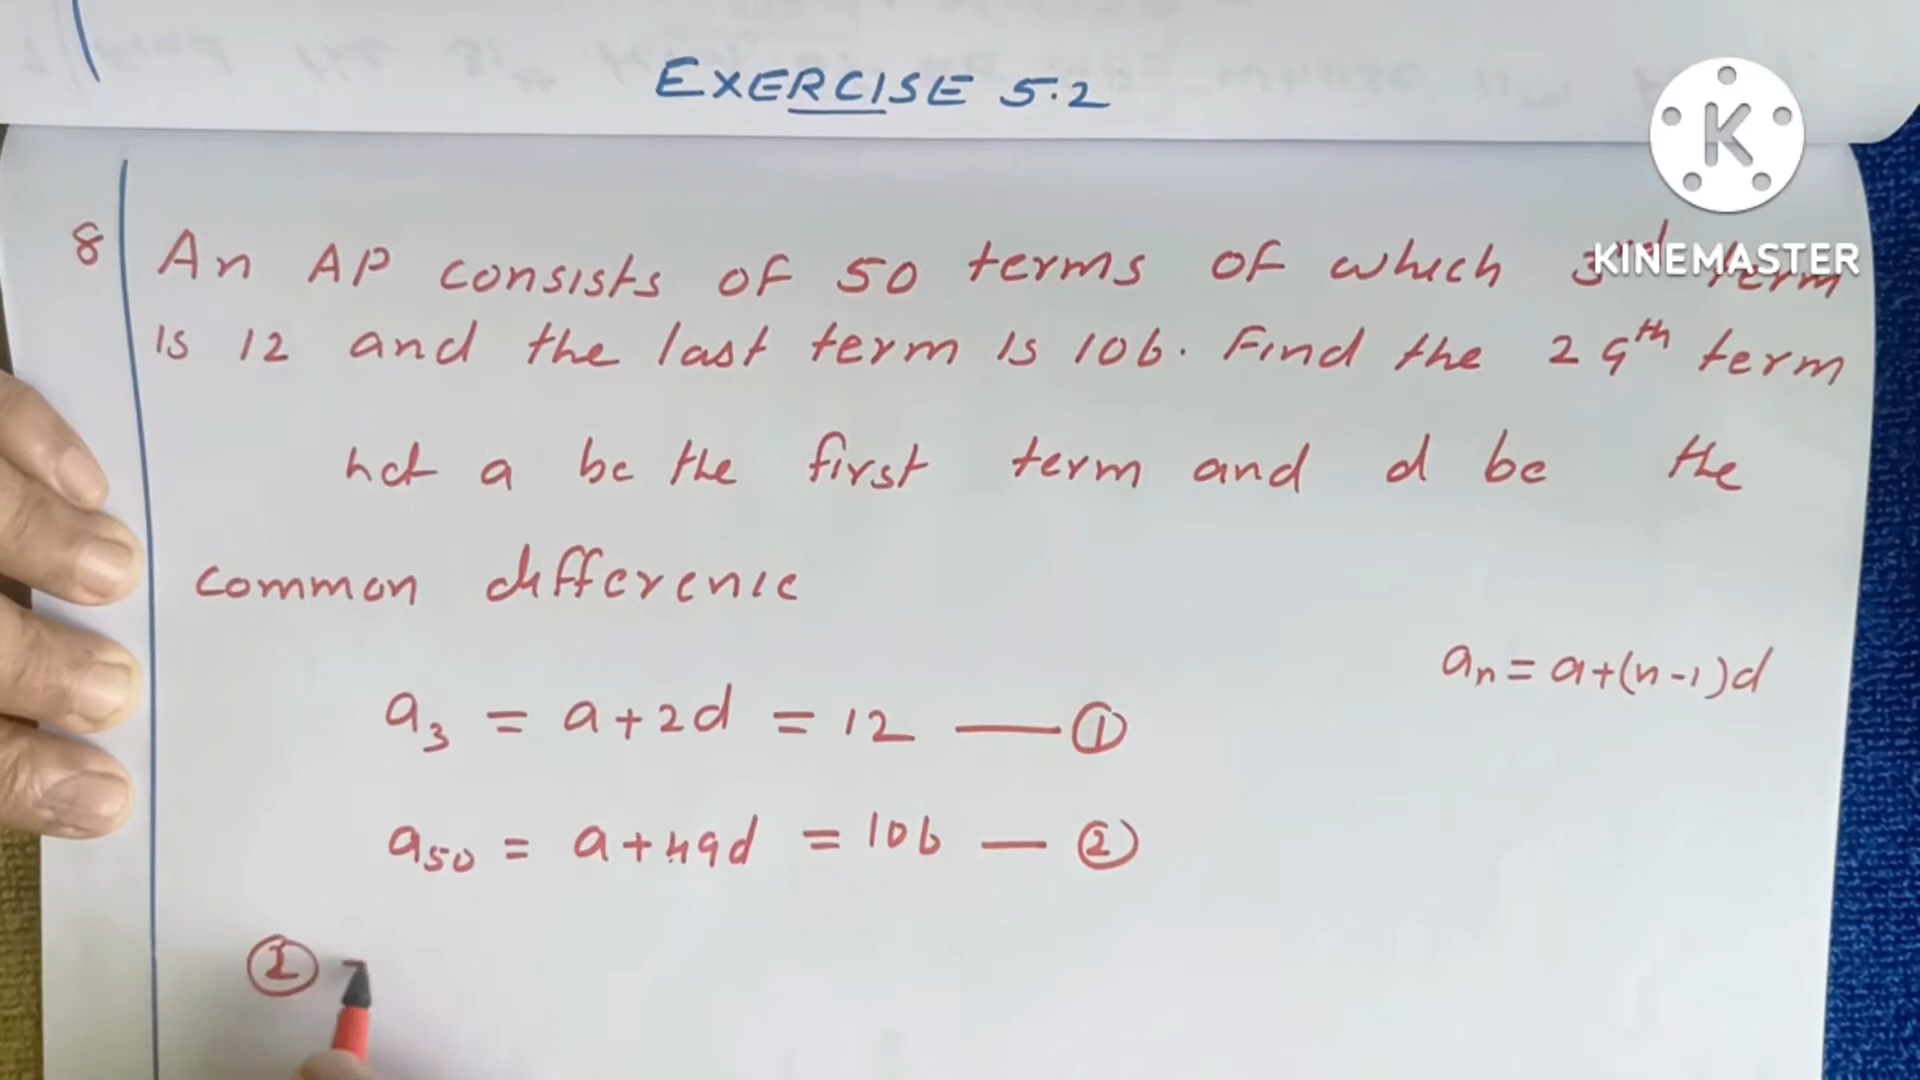 EXERCISE 5.2
K
KINEMASTER
8 An AP consists of 50 terms of which 3rd term
is 12 and the last term is 106. Find the 29th term
Let a be the first term and d be the
common difference
an = a+(n-1)d
a3 = a+2d = 12 — ①
a50 = a+49d = 106 — ②
② -